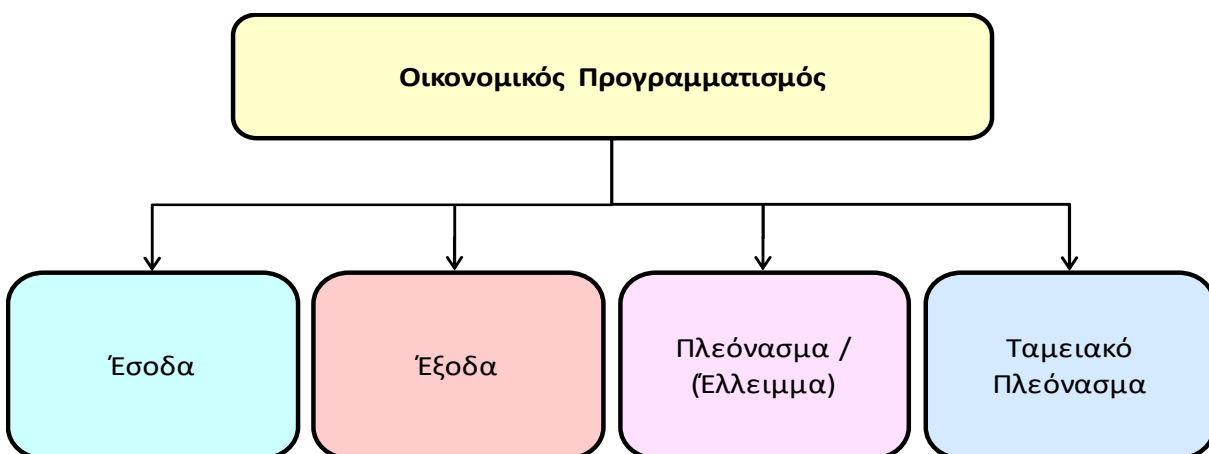 Οικονομικός Προγραμματισμός
Έσοδα
Έξοδα
Πλεόνασμα /
(Έλλειμμα)
Ταμειακό
Πλεόνασμα